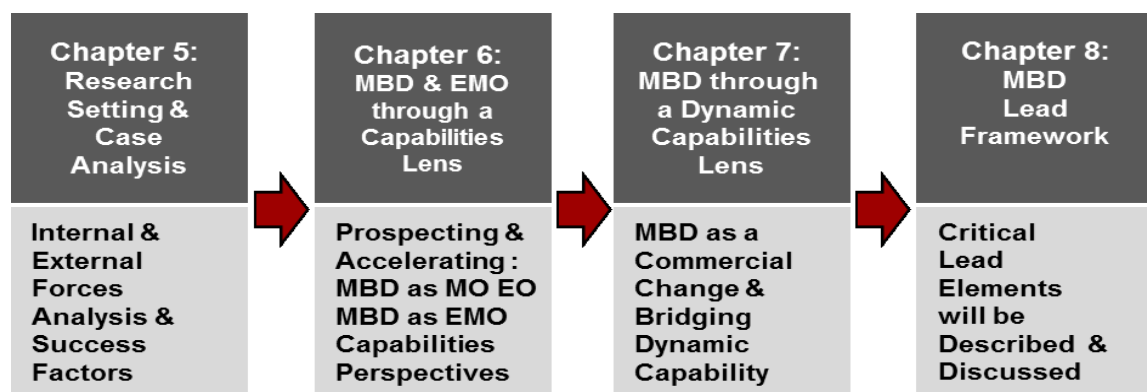 Chapter 5:
Research
Setting &
Case
Analysis
Internal &
External
Forces
Analysis &
Success
Factors
Chapter 6:
MBD & EMO
through a
Capabilities
Lens
Prospecting &
Accelerating :
MBD as MO EO
MBD as EMO
Capabilities
Perspectives
Chapter 7:
MBD through
a Dynamic
Capabilities
Lens
MBD as a
Commercial
Change &
Bridging
Dynamic
Capability
Chapter 8:
MBD
Lead
Framework
Critical
Lead
Elements
will be
Described &
Discussed